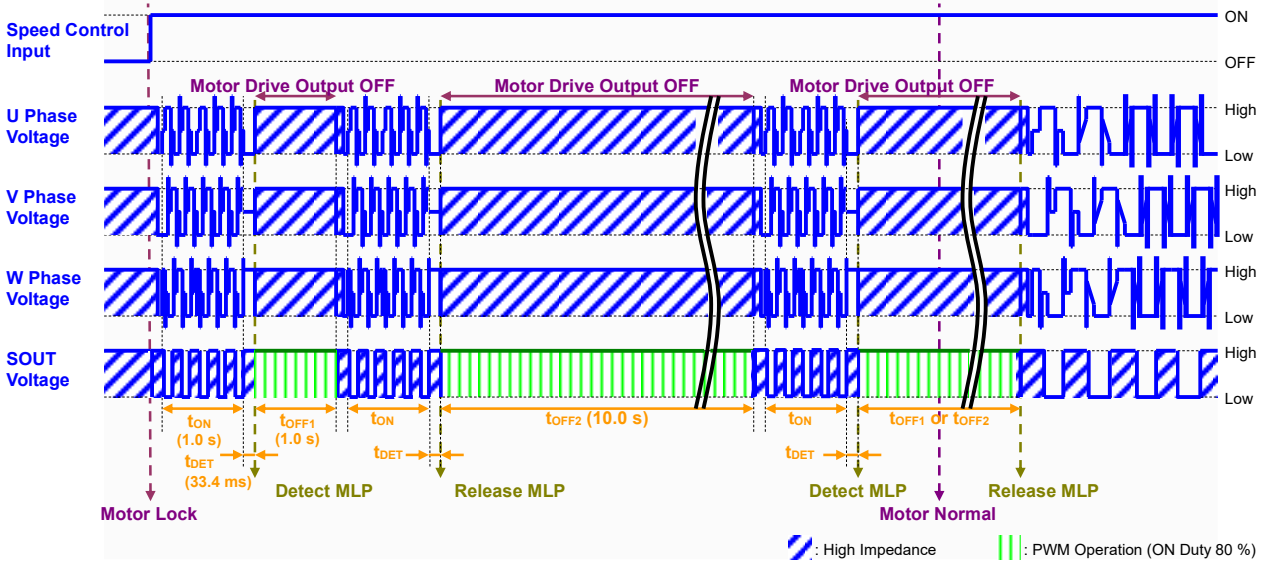 Speed Control
Input
ON
OFF
Motor Drive Output OFF
Motor Drive Output OFF
Motor Drive Output OFF
U Phase
Voltage
High
Low
V Phase
Voltage
High
Low
W Phase
Voltage
High
Low
SOUT
Voltage
High
Low
tON
(1.0 s)
tOFF1
(1.0 s)
tON
tOFF2 (10.0 s)
tON
tOFF1 or tOFF2
tDET
(33.4 ms)
tDET
tDET
Detect MLP
Release MLP
Detect MLP
Release MLP
Motor Lock
Motor Normal
: High Impedance
: PWM Operation (ON Duty 80 %)